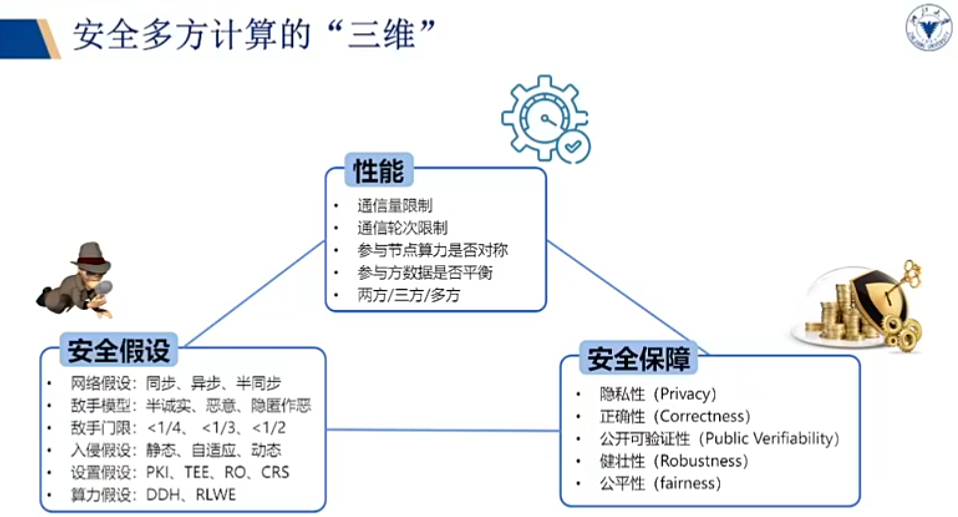 安全多方计算的“三维”
性能
• 通信量限制
• 通信轮次限制
• 参与节点算力是否对称
• 参与方数据是否平衡
• 两方/三方/多方
安全假设
• 网络假设：同步、异步、半同步
• 敌手模型：半诚实、恶意、隐匿作恶
• 敌手门限：<1/4、 <1/3、<1/2
• 入侵假设：静态、自适应、动态
• 设置假设：PKI、TEE、RO、CRS
• 算力假设：DDH、RLWE
安全保障
• 隐私性（Privacy）
• 正确性（Correctness）
• 公开可验证性（Public Verifiability）
• 健壮性（Robustness）
• 公平性（fairness）